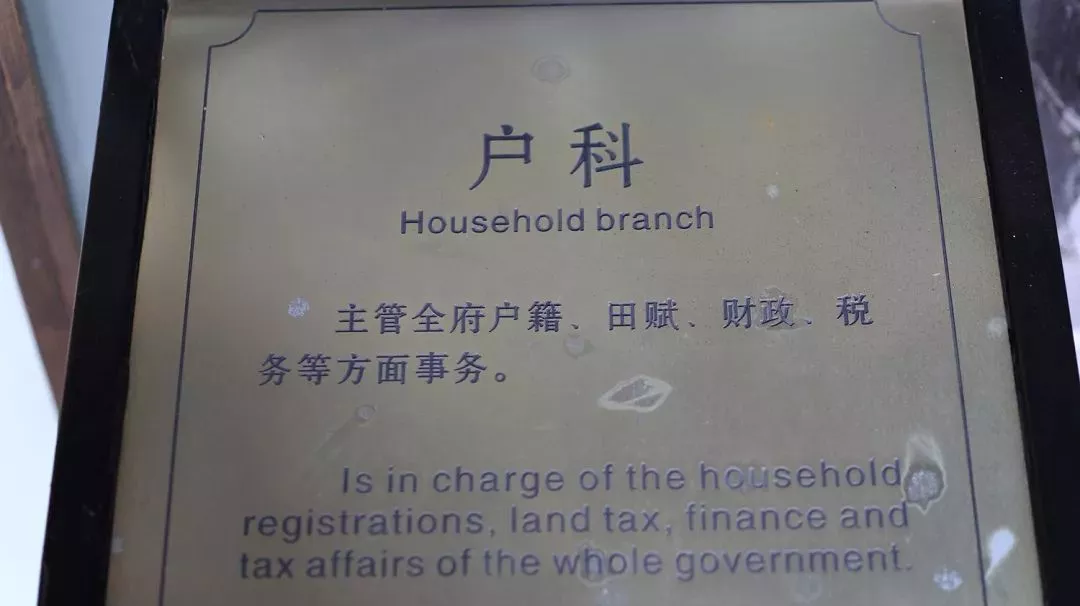 户科
Household branch
主管全府户籍、田赋、财政、税
务等方面事务。
Is in charge of the household
registrations, land tax, finance and
tax affairs of the whole government.